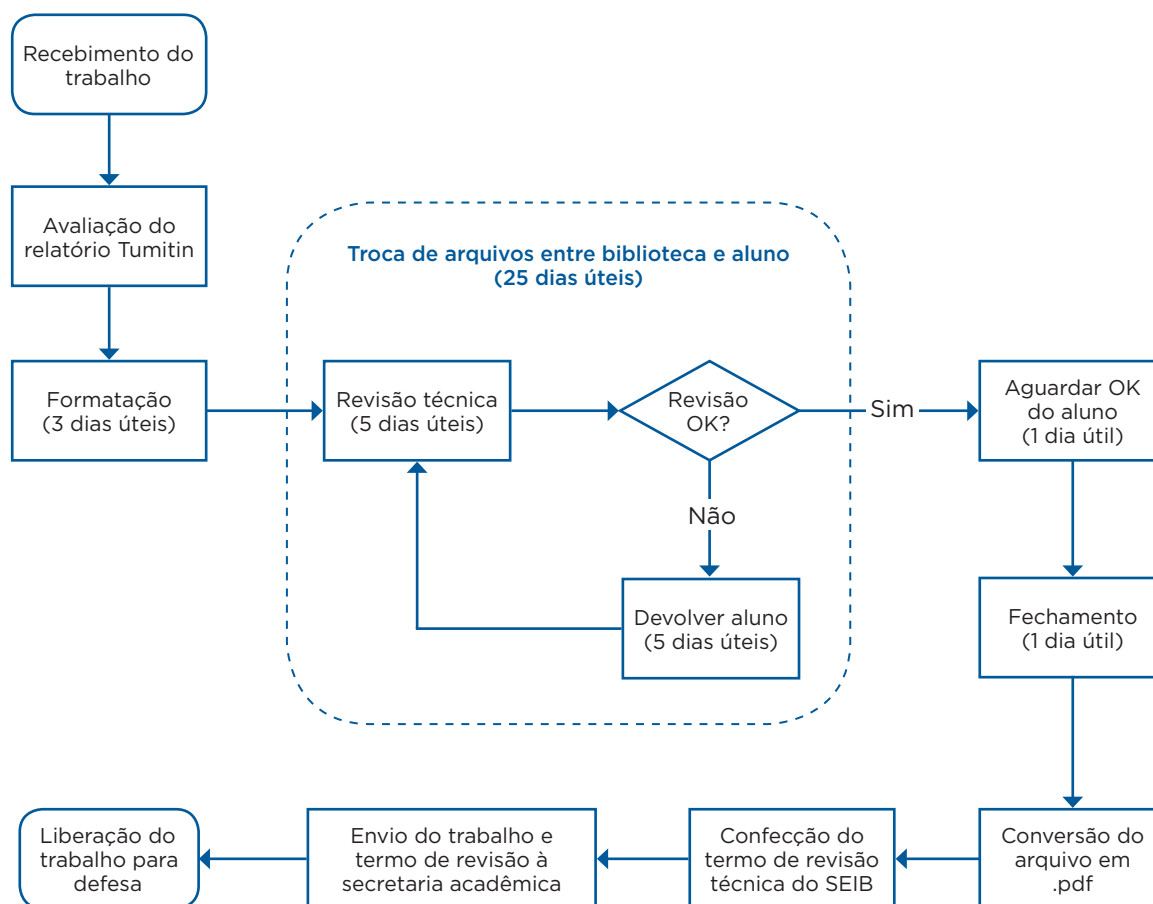 Recebimento do
trabalho
Avaliação do
relatório Tumitin
Formatação
(3 dias úteis)
Troca de arquivos entre biblioteca e aluno
(25 dias úteis)
Revisão técnica
(5 dias úteis)
Revisão
OK?
Sim
Não
Devolver aluno
(5 dias úteis)
Aguardar OK
do aluno
(1 dia útil)
Fechamento
(1 dia útil)
Conversão do
arquivo em
.pdf
Confecção do
termo de revisão
técnica do SEIB
Envio do trabalho e
termo de revisão à
secretaria acadêmica
Liberação do
trabalho para
defesa